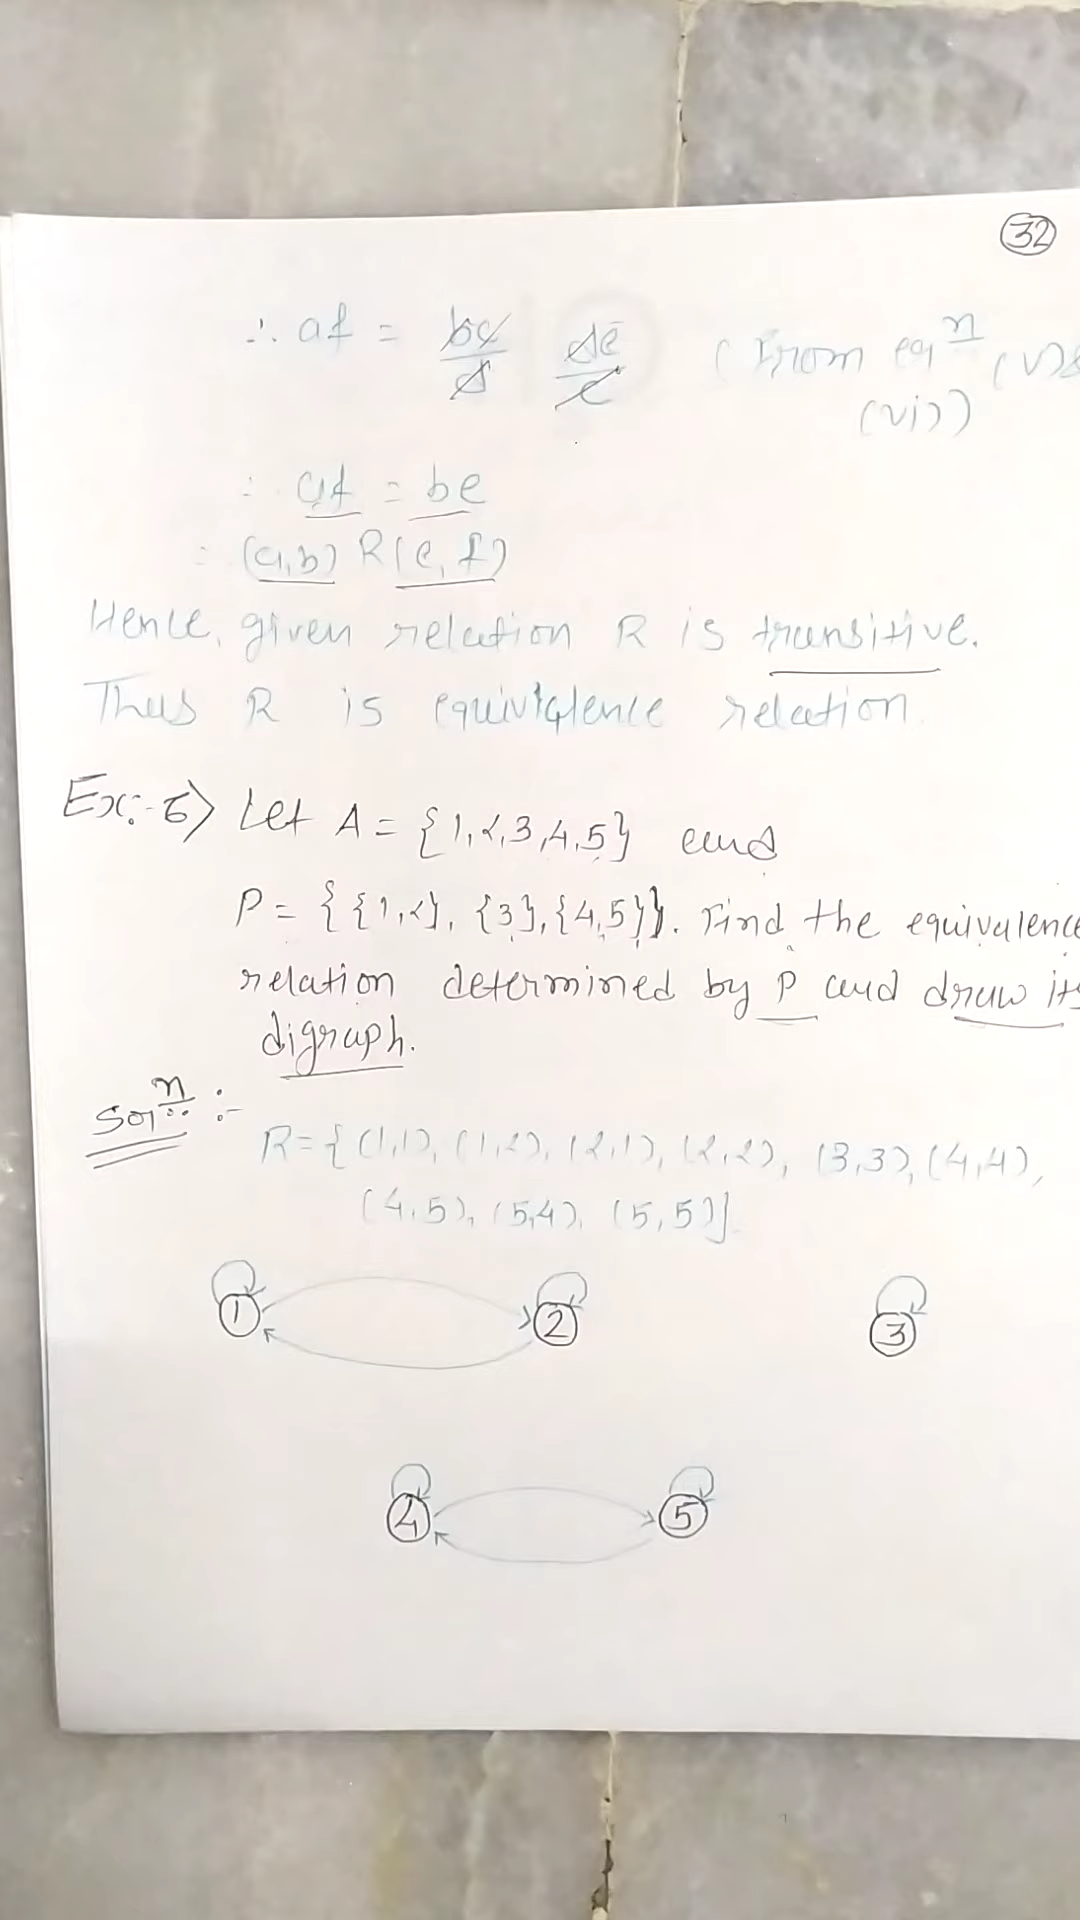 32
∴ af = bc/d de/c (From eqn (v) &
(vi))
∴ af = be
∴ (a,b) R (e,f)
Hence, given relation R is transitive.
Thus R is equivalence relation.
Ex:-6) Let A = {1,2,3,4,5} and
P = {{1,2}, {3}, {4,5}}. Find the equivalence
relation determined by P and draw its
digraph.
Soln :-
R = {(1,1), (1,2), (2,1), (2,2), (3,3), (4,4),
(4,5), (5,4), (5,5)}
1 2 3
4 5